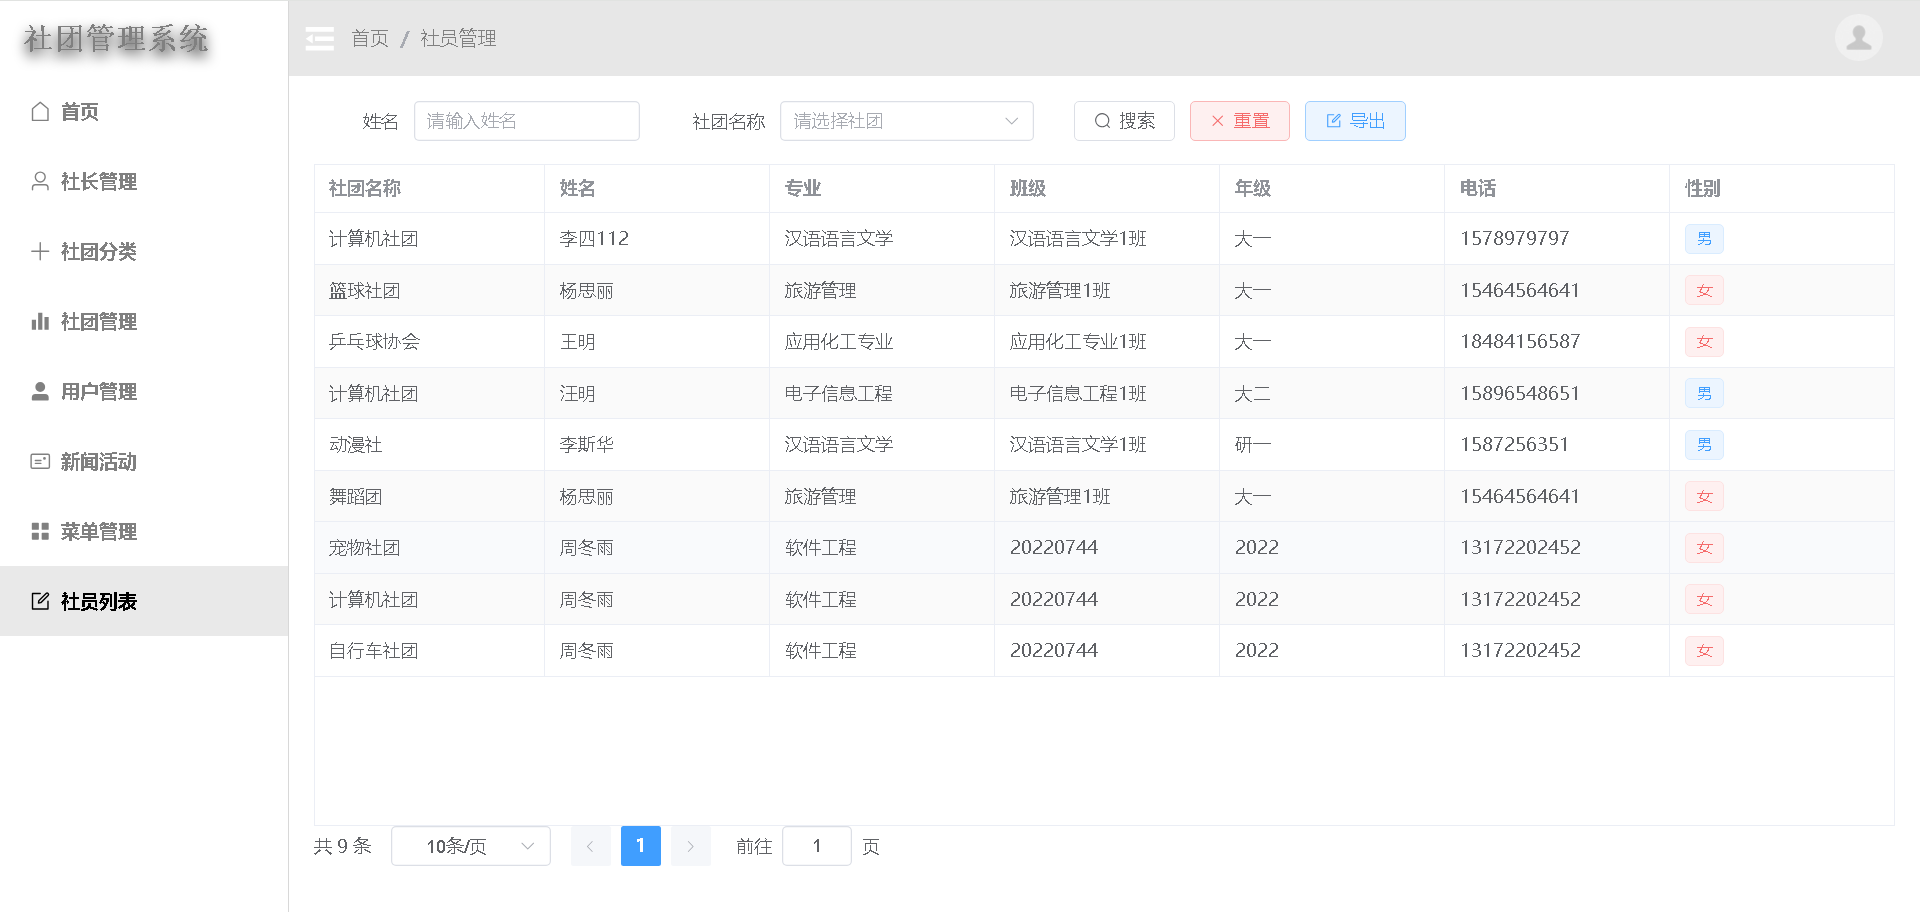 社团管理系统
首页
社长管理
社团分类
社团管理
用户管理
新闻活动
菜单管理
社员列表
首页 / 社员管理
姓名 请输入姓名 社团名称 请选择社团 搜索 重置 导出
社团名称 姓名 专业 班级 年级 电话 性别
计算机社团 李四112 汉语语言文学 汉语语言文学1班 大一 1578979797 男
篮球社团 杨思丽 旅游管理 旅游管理1班 大一 15464564641 女
乒乓球协会 王明 应用化工专业 应用化工专业1班 大一 18484156587 女
计算机社团 汪明 电子信息工程 电子信息工程1班 大二 15896548651 男
动漫社 李斯华 汉语语言文学 汉语语言文学1班 研一 1587256351 男
舞蹈团 杨思丽 旅游管理 旅游管理1班 大一 15464564641 女
宠物社团 周冬雨 软件工程 20220744 2022 13172202452 女
计算机社团 周冬雨 软件工程 20220744 2022 13172202452 女
自行车社团 周冬雨 软件工程 20220744 2022 13172202452 女
共 9 条 10条/页 1 前往 1 页